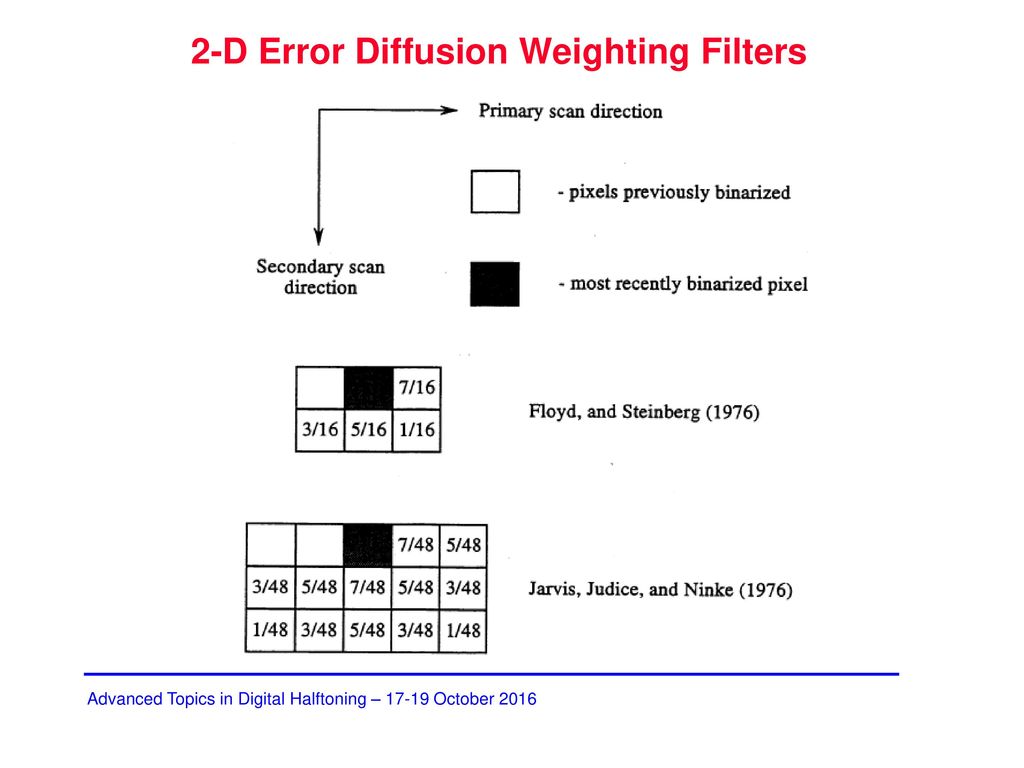 2-D Error Diffusion Weighting Filters
Primary scan direction
- pixels previously binarized
Secondary scan
direction
- most recently binarized pixel
7/16
3/16 5/16 1/16
Floyd, and Steinberg (1976)
7/48 5/48
3/48 5/48 7/48 5/48 3/48
Jarvis, Judice, and Ninke (1976)
1/48 3/48 5/48 3/48 1/48
Advanced Topics in Digital Halftoning – 17-19 October 2016